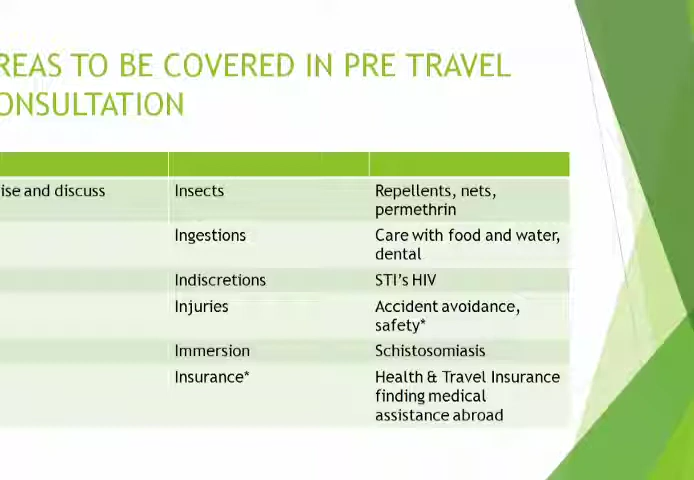 REAS TO BE COVERED IN PRE TRAVEL
ONSULTATION
ise and discuss
Insects
Repellents, nets,
permethrin
Ingestions
Care with food and water,
dental
Indiscretions
STI's HIV
Injuries
Accident avoidance,
safety*
Immersion
Schistosomiasis
Insurance*
Health & Travel Insurance
finding medical
assistance abroad